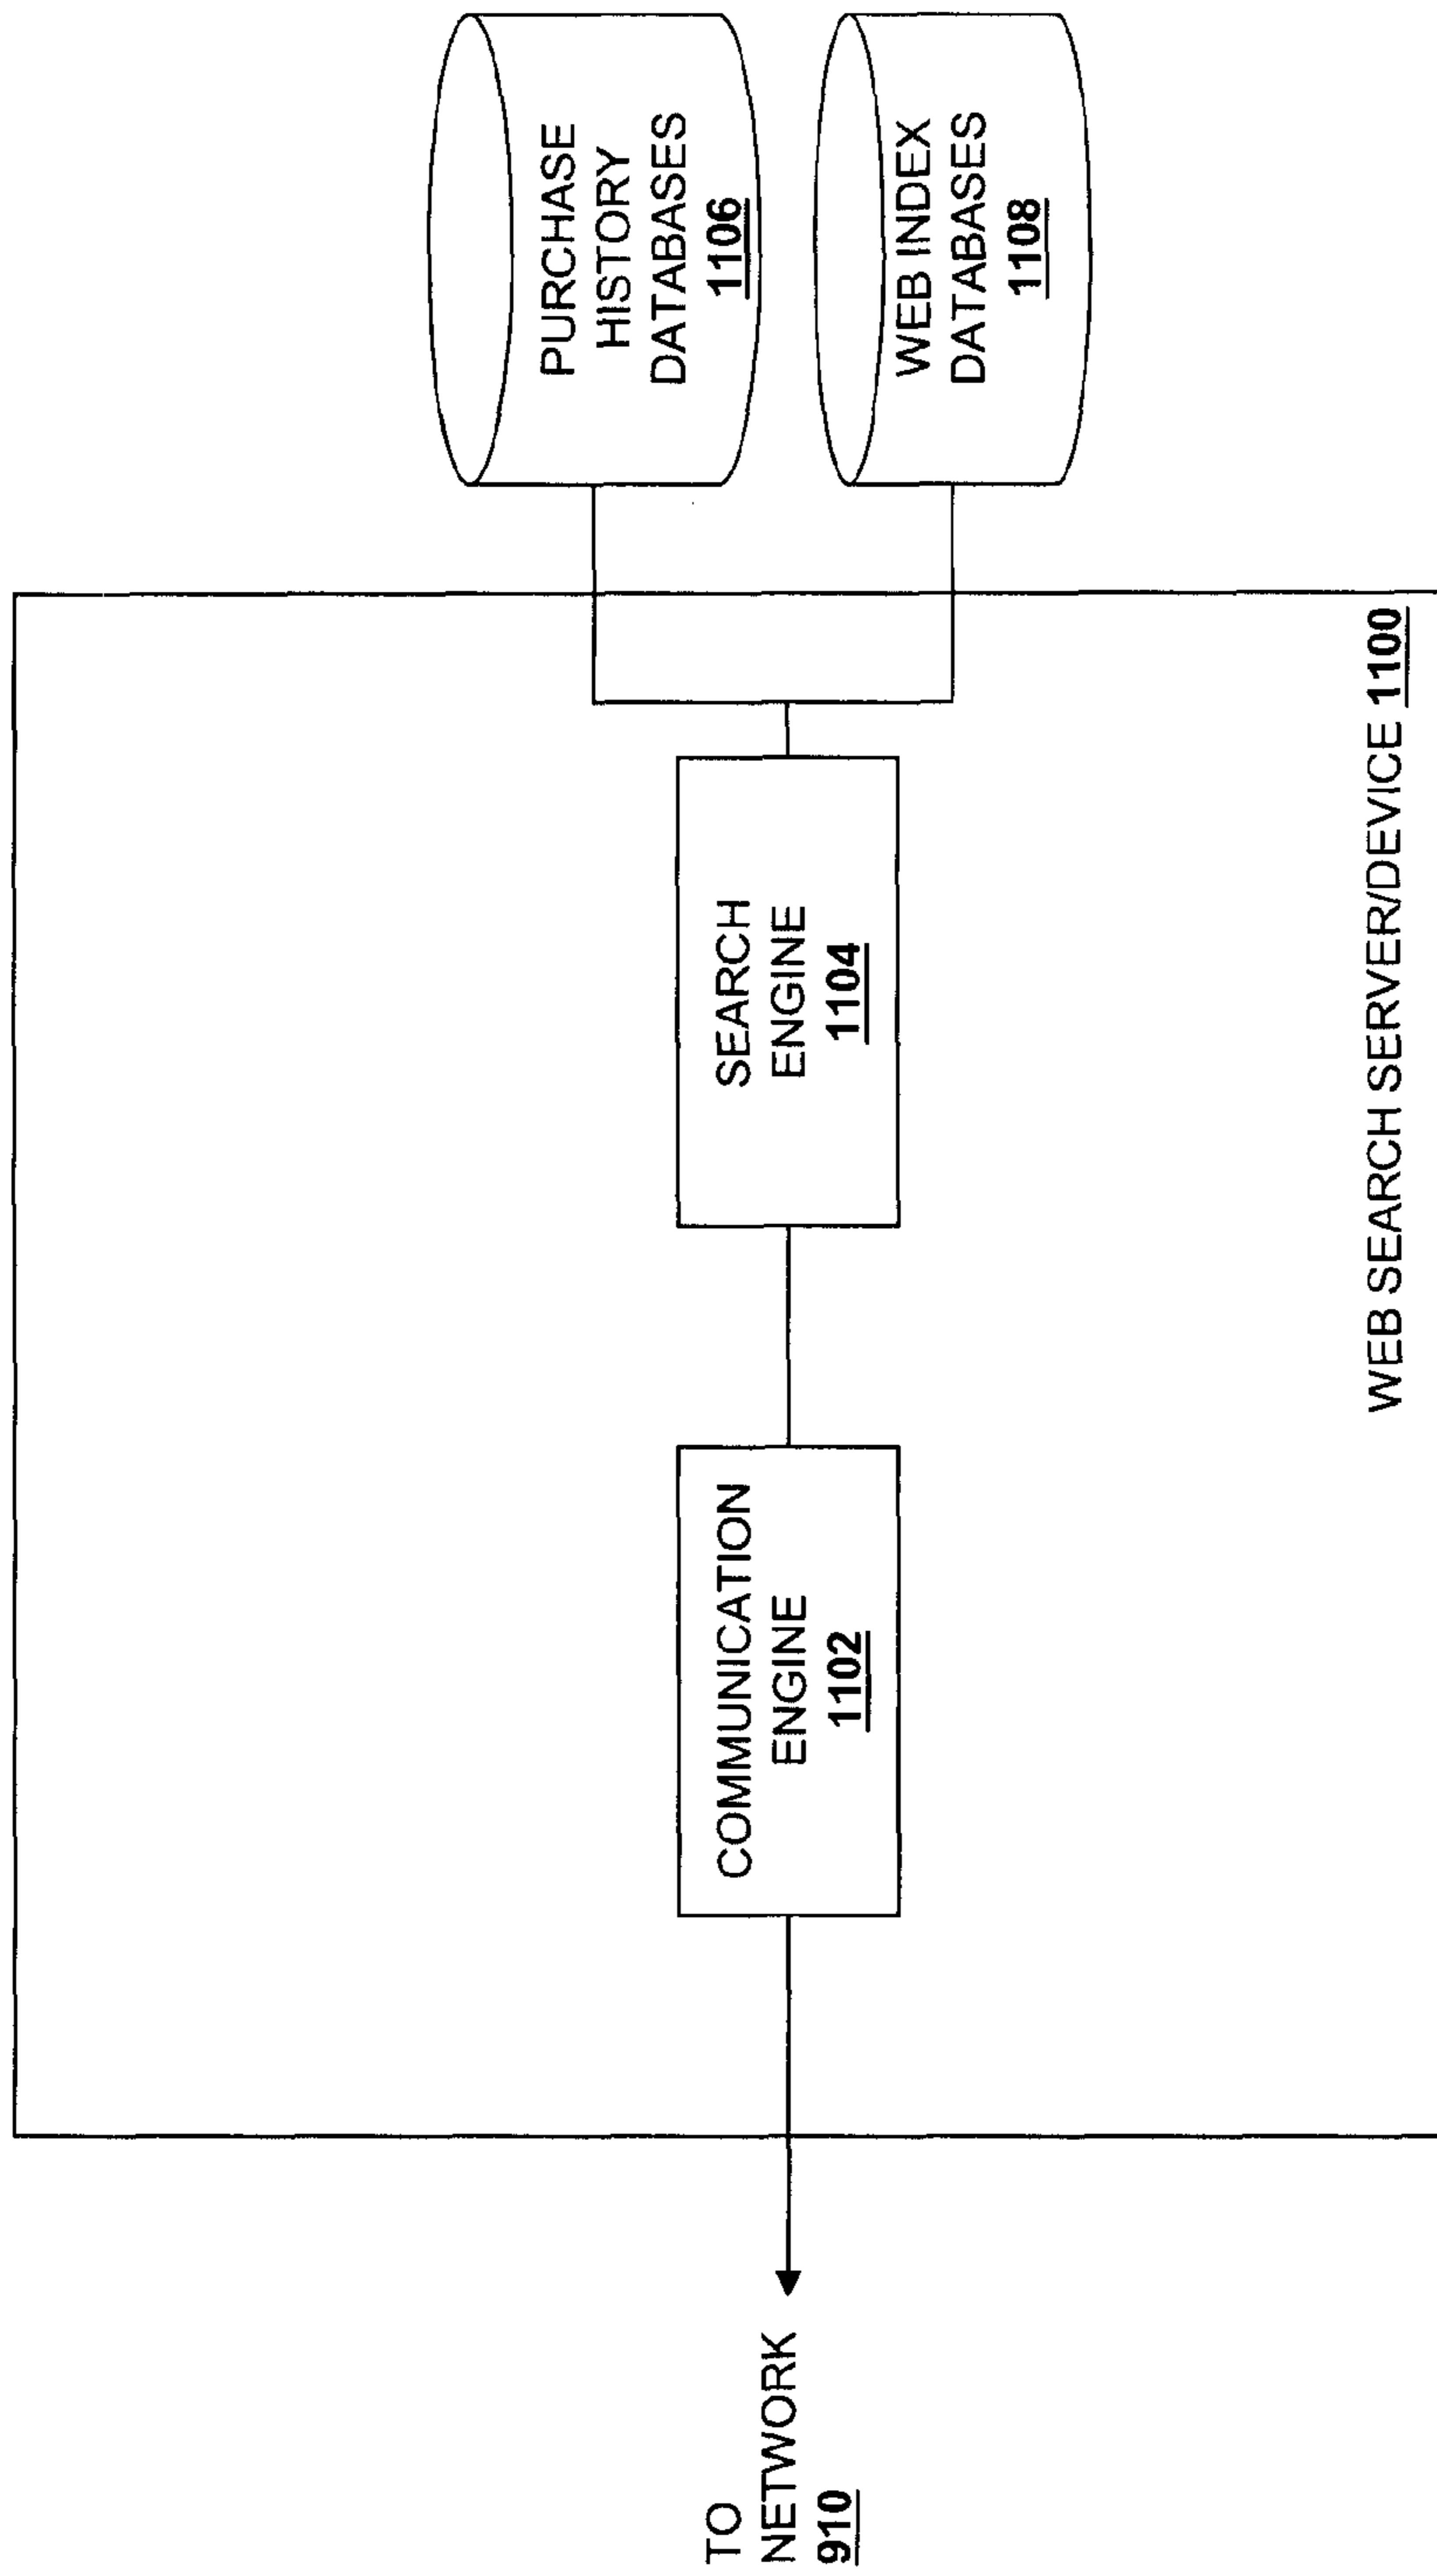 PURCHASE
HISTORY
DATABASES
1106
WEB INDEX
DATABASES
1108
SEARCH
ENGINE
1104
COMMUNICATION
ENGINE
1102
TO
NETWORK
910
WEB SEARCH SERVER/DEVICE 1100